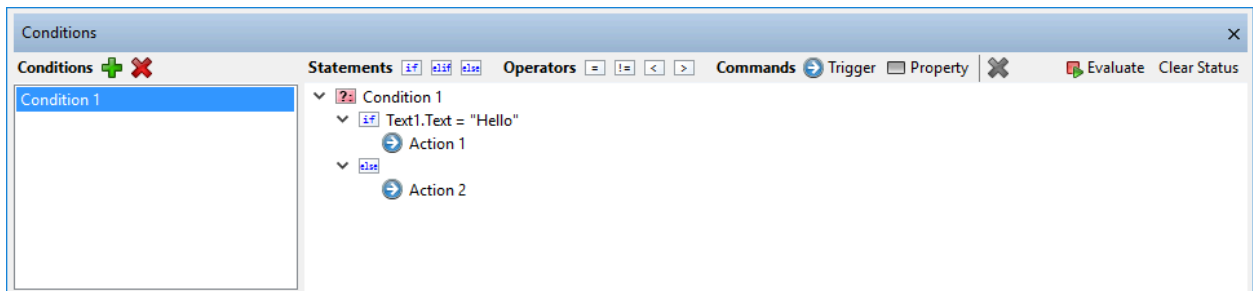 Conditions
Conditions Statements if elif else Operators = != < > Commands Trigger Property Evaluate Clear Status
Condition 1
?: Condition 1
if Text1.Text = "Hello"
Action 1
else
Action 2